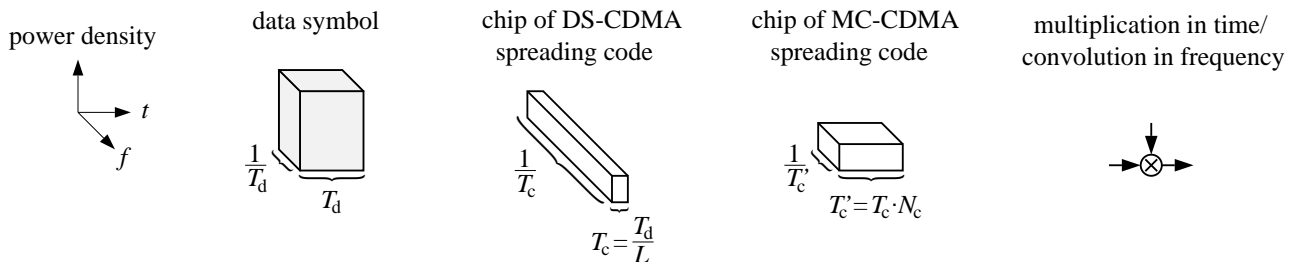 power density
t
f
data symbol
1/T_d
T_d
chip of DS-CDMA
spreading code
1/T_c
T_c = T_d/L
chip of MC-CDMA
spreading code
1/T_c'
T_c' = T_c · N_c
multiplication in time/
convolution in frequency